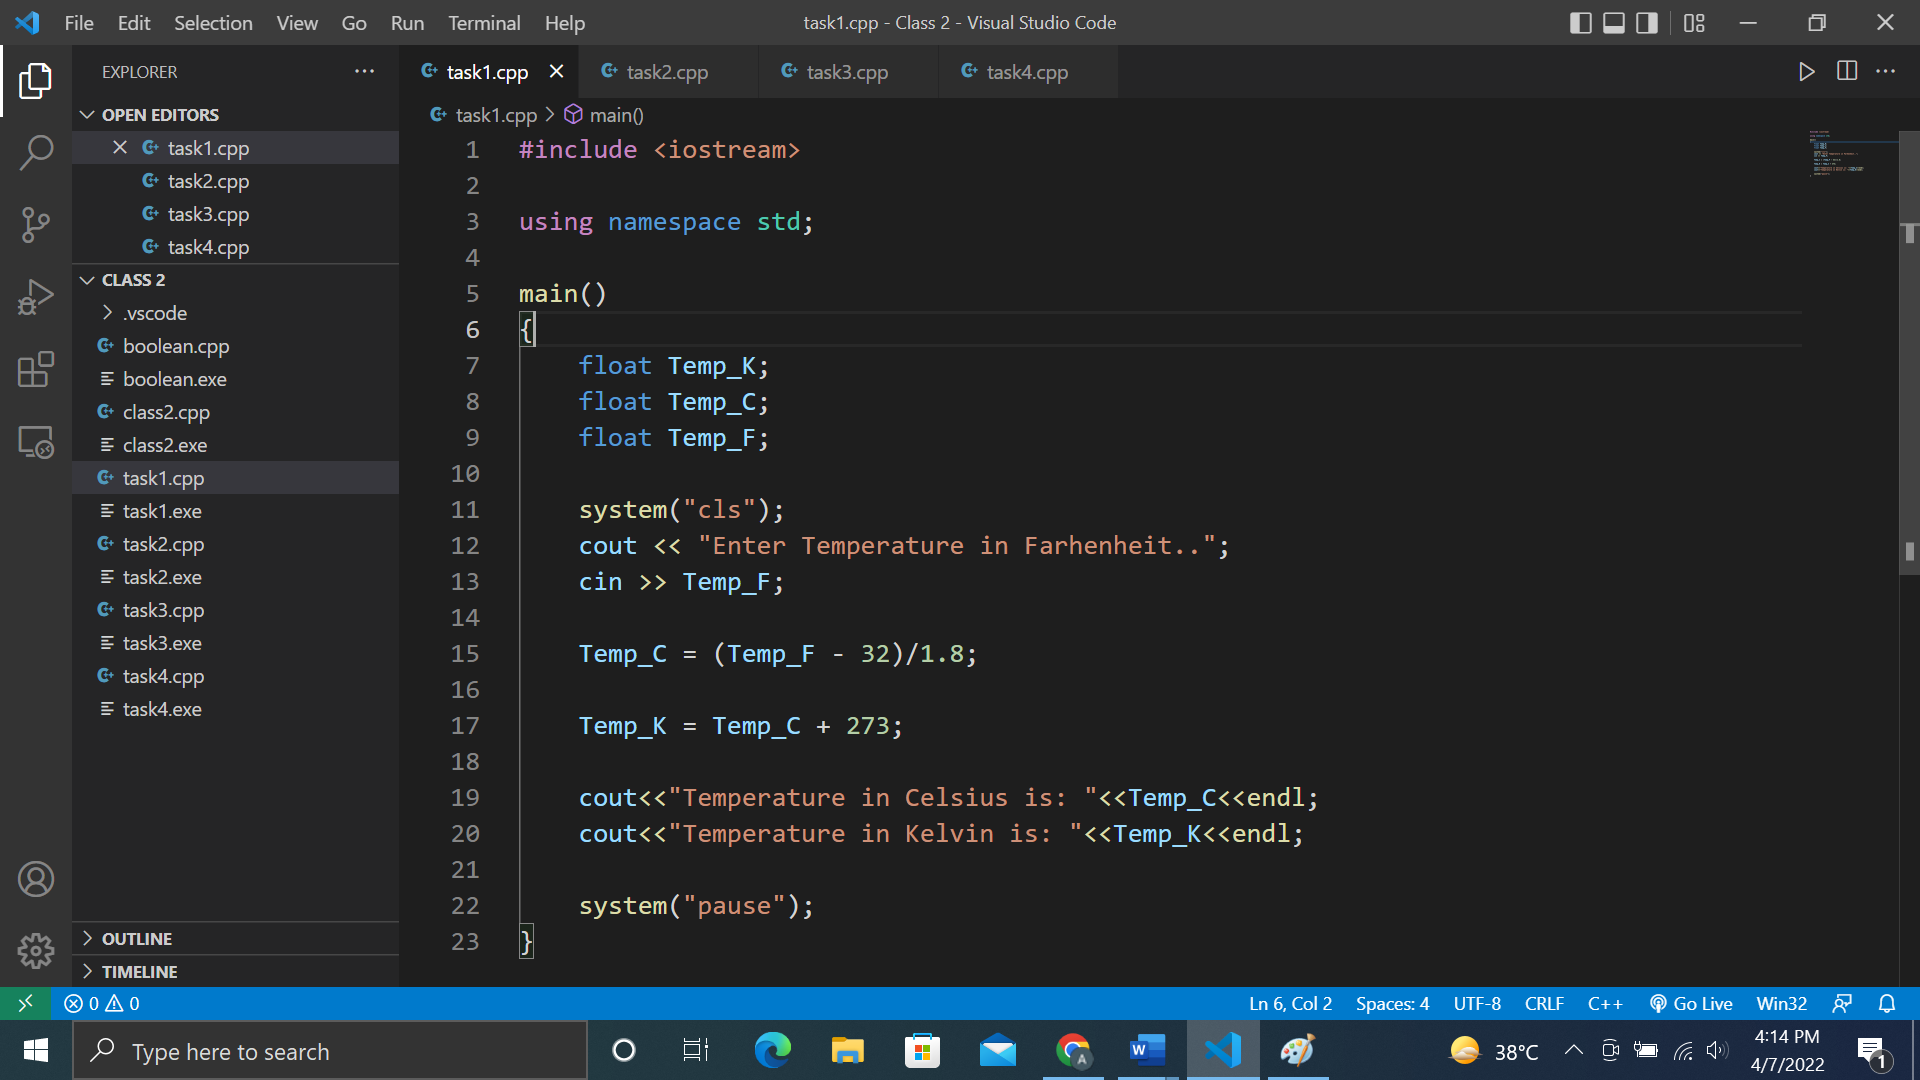 File Edit Selection View Go Run Terminal Help
task1.cpp - Class 2 - Visual Studio Code
EXPLORER
OPEN EDITORS
task1.cpp
task2.cpp
task3.cpp
task4.cpp
CLASS 2
.vscode
boolean.cpp
boolean.exe
class2.cpp
class2.exe
task1.cpp
task1.exe
task2.cpp
task2.exe
task3.cpp
task3.exe
task4.cpp
task4.exe
OUTLINE
TIMELINE
task1.cpp task2.cpp task3.cpp task4.cpp
task1.cpp > main()
1 #include <iostream>
2
3 using namespace std;
4
5 main()
6 {
7 float Temp_K;
8 float Temp_C;
9 float Temp_F;
10
11 system("cls");
12 cout << "Enter Temperature in Farhenheit..";
13 cin >> Temp_F;
14
15 Temp_C = (Temp_F - 32)/1.8;
16
17 Temp_K = Temp_C + 273;
18
19 cout<<"Temperature in Celsius is: "<<Temp_C<<endl;
20 cout<<"Temperature in Kelvin is: "<<Temp_K<<endl;
21
22 system("pause");
23 }
0 0 Ln 6, Col 2 Spaces: 4 UTF-8 CRLF C++ Go Live Win32
Type here to search
W
A
38°C
4:14 PM
4/7/2022
1